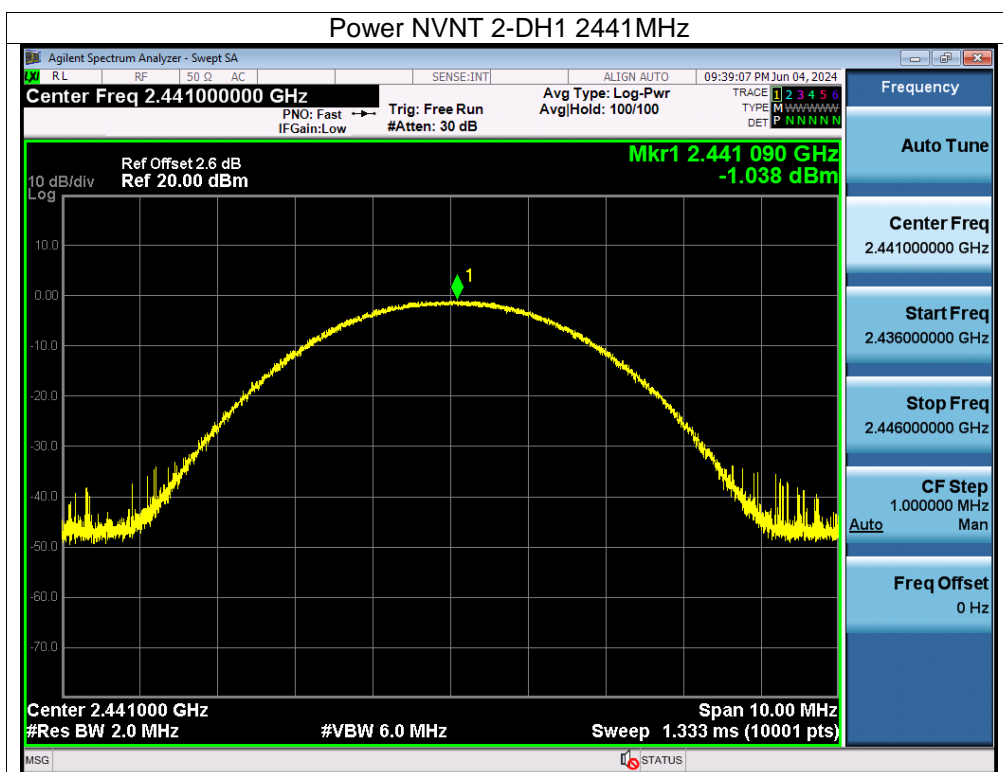 Power NVNT 2-DH1 2441MHz
Agilent Spectrum Analyzer - Swept SA
LXI RL RF 50 Ω AC SENSE:INT ALIGN AUTO 09:39:07 PM Jun 04, 2024
Center Freq 2.441000000 GHz
PNO: Fast
IFGain:Low
Trig: Free Run
#Atten: 30 dB
Avg Type: Log-Pwr
Avg|Hold: 100/100
TRACE 1 2 3 4 5 6
TYPE M W W W W W
DET P N N N N N
Mkr1 2.441 090 GHz
-1.038 dBm
Ref Offset 2.6 dB
Ref 20.00 dBm
10 dB/div
Log
1
10.0
0.00
-10.0
-20.0
-30.0
-40.0
-50.0
-60.0
-70.0
Center 2.441000 GHz
Span 10.00 MHz
#Res BW 2.0 MHz
#VBW 6.0 MHz
Sweep 1.333 ms (10001 pts)
MSG
STATUS
Frequency
Auto Tune
Center Freq
2.441000000 GHz
Start Freq
2.436000000 GHz
Stop Freq
2.446000000 GHz
CF Step
1.000000 MHz
Auto Man
Freq Offset
0 Hz